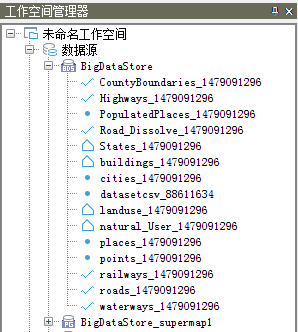 工作空间管理器
未命名工作空间
数据源
BigDataStore
CountyBoundaries_1479091296
Highways_1479091296
PopulatedPlaces_1479091296
Road_Dissolve_1479091296
States_1479091296
buildings_1479091296
cities_1479091296
datasetcsv_88611634
landuse_1479091296
natural_User_1479091296
places_1479091296
points_1479091296
railways_1479091296
roads_1479091296
waterways_1479091296
BigDataStore_supermap1